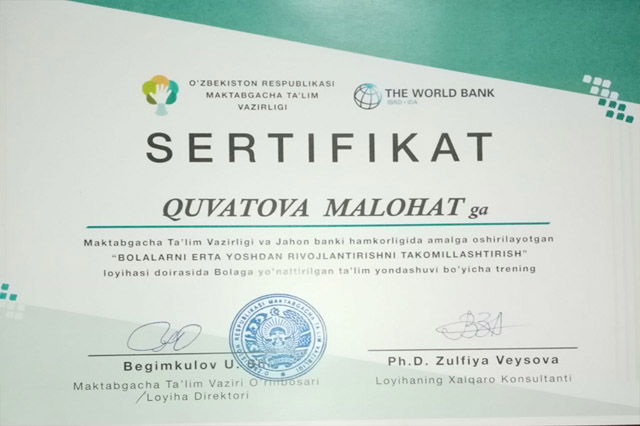 O'ZBEKISTON RESPUBLIKASI
MAKTABGACHA TA'LIM
VAZIRLIGI
THE WORLD BANK
IBRD • IDA
SERTIFIKAT
QUVATOVA MALOHAT ga
Maktabgacha Ta'lim Vazirligi va Jahon banki hamkorligida amalga oshirilayotgan
"BOLALARNI ERTA YOSHDAN RIVOJLANTIRISHNI TAKOMILLASHTIRISH"
loyihasi doirasida Bolaga yo'naltirilgan ta'lim yondashuvi bo'yicha trening
Begimkulov U.
Maktabgacha Ta'lim Vaziri O'rinbosari
/Loyiha Direktori
Ph.D. Zulfiya Veysova
Loyihaning Xalqaro Konsultanti